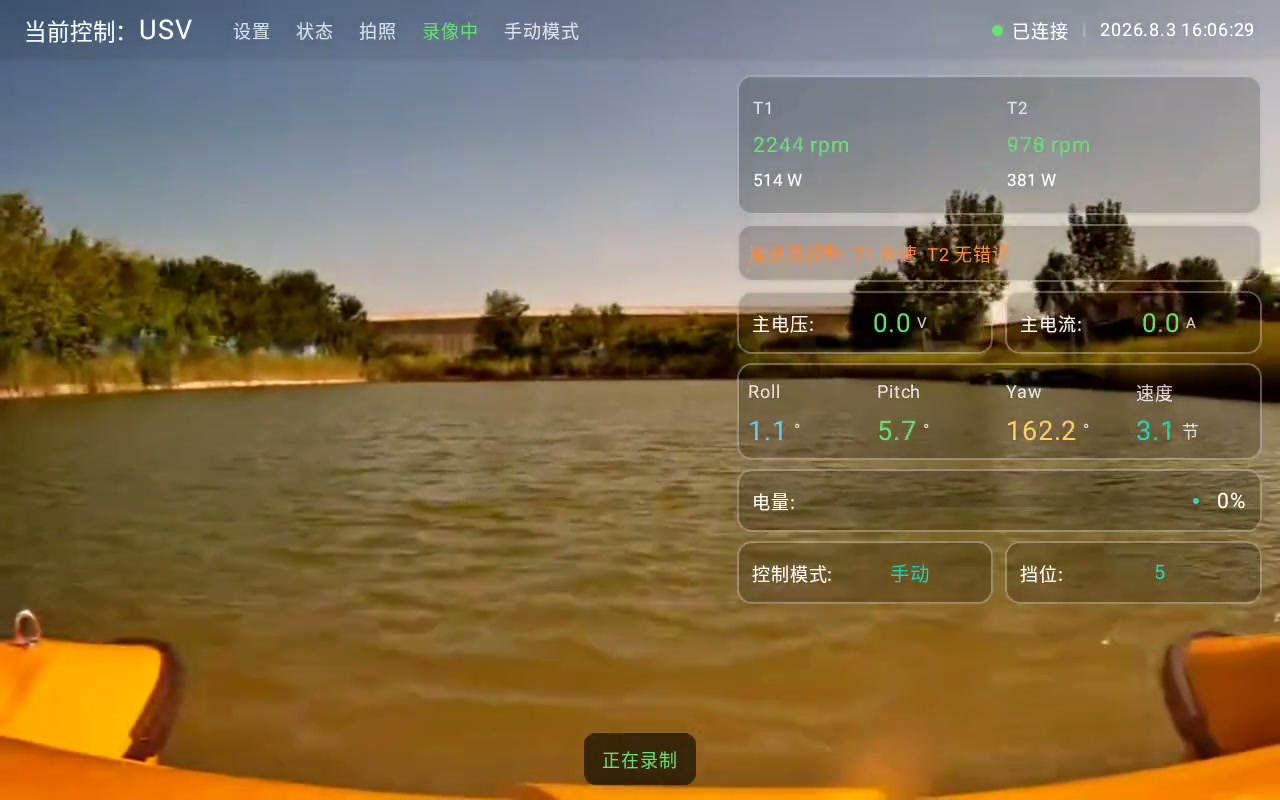 当前控制: USV 设置 状态 拍照 录像中 手动模式 已连接 2026.8.3 16:06:29
T1 T2
2244 rpm 978 rpm
514 W 381 W
T2 无错误
主电压: 0.0 V 主电流: 0.0 A
Roll Pitch Yaw 速度
1.1 ° 5.7 ° 162.2 ° 3.1 节
电量: 0%
控制模式: 手动 挡位: 5
正在录制